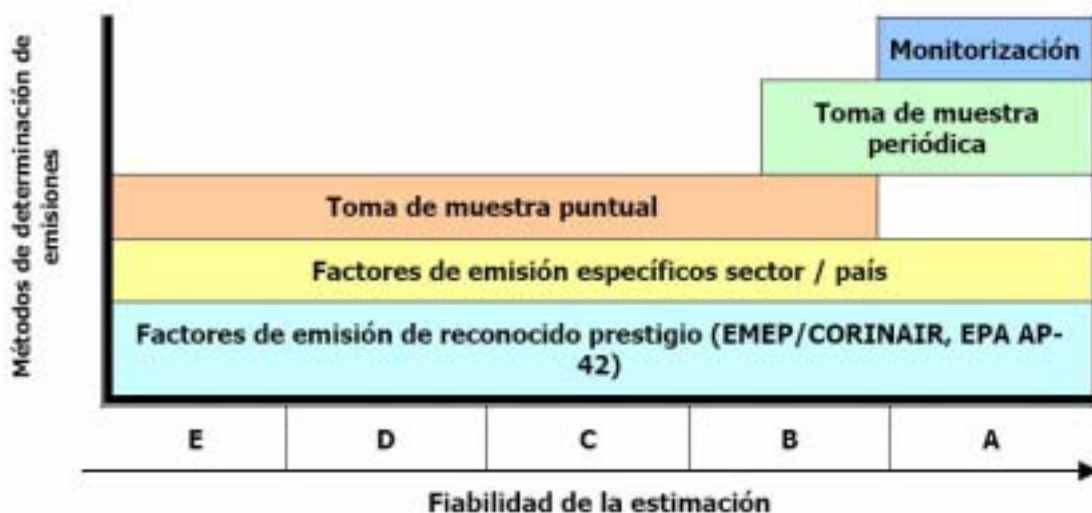 Métodos de determinación de
emisiones
Monitorización
Toma de muestra
periódica
Toma de muestra puntual
Factores de emisión específicos sector / país
Factores de emisión de reconocido prestigio (EMEP/CORINAIR, EPA AP-
42)
E D C B A
Fiabilidad de la estimación